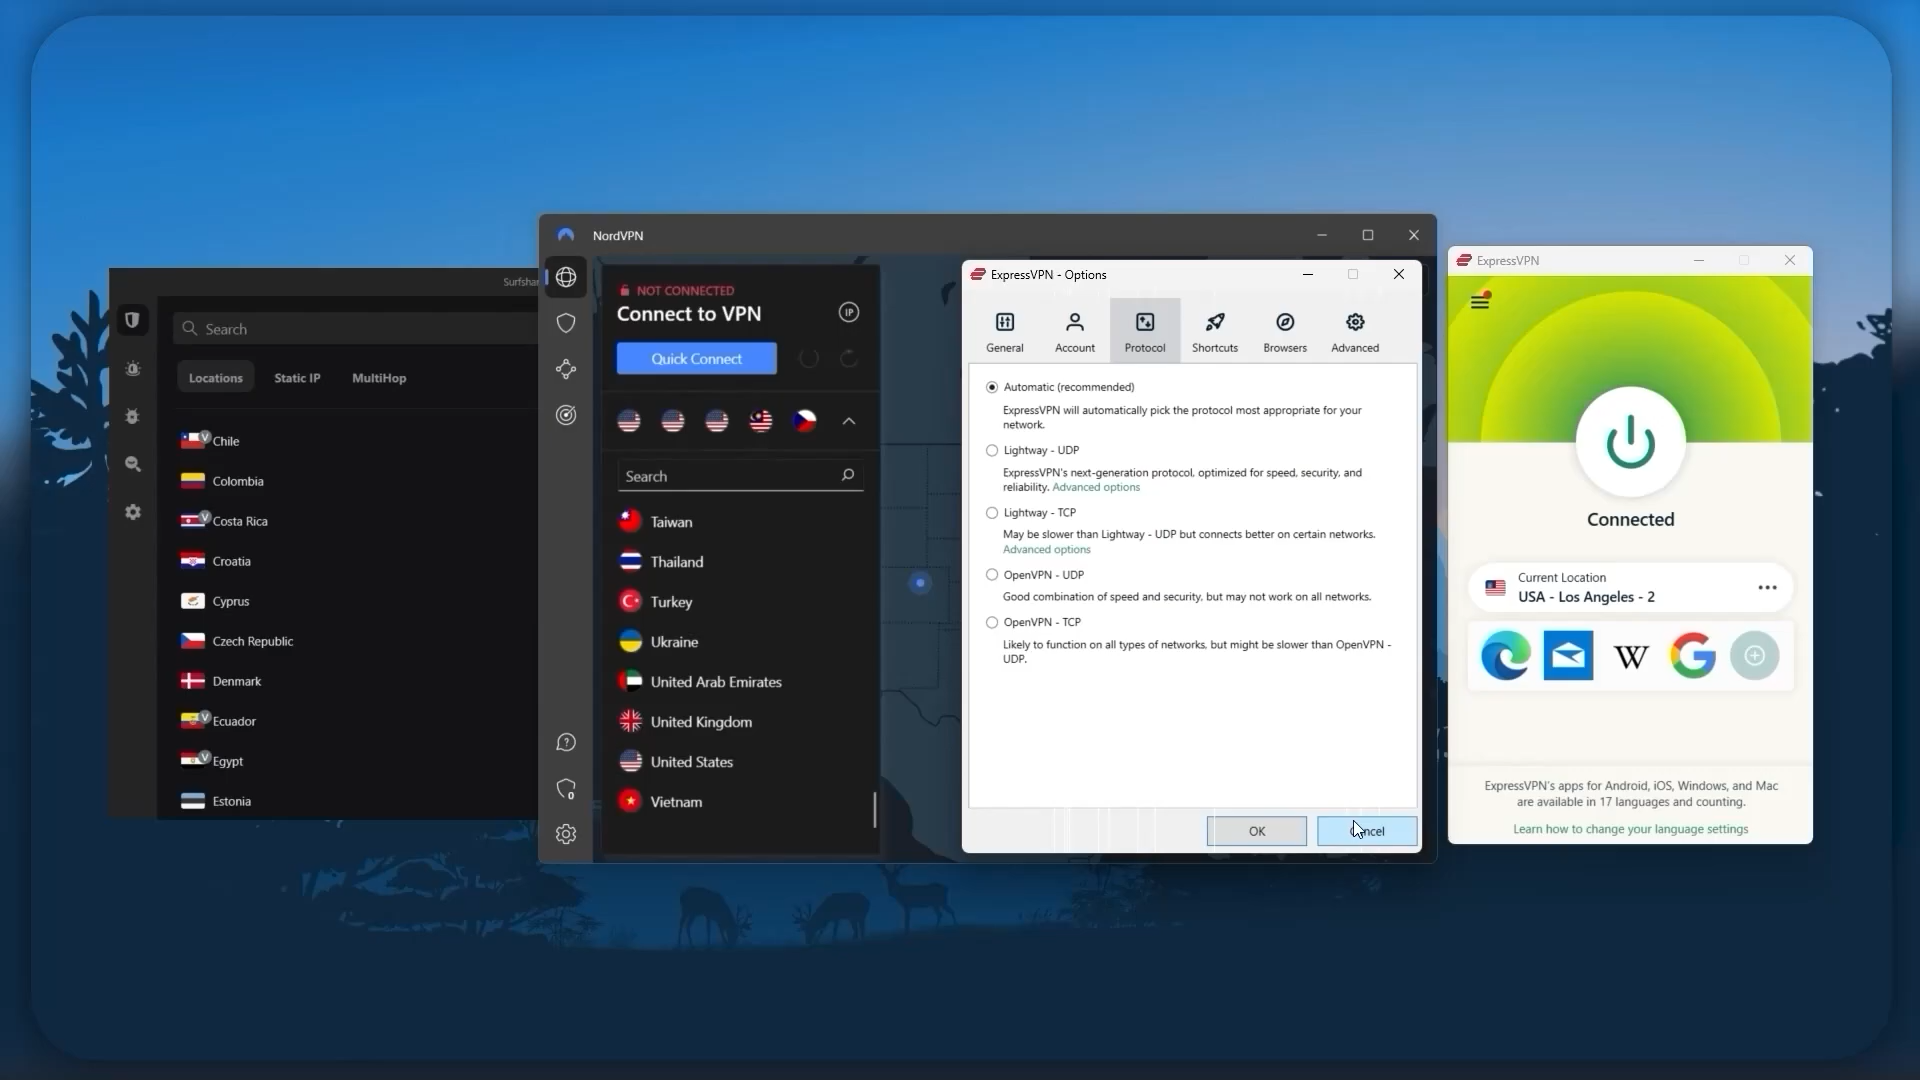 Surfshar
Search
Locations
Static IP
MultiHop
V Chile
Colombia
V Costa Rica
Croatia
Cyprus
Czech Republic
Denmark
V Ecuador
V Egypt
Estonia
NordVPN
NOT CONNECTED
Connect to VPN
IP
Quick Connect
Search
Taiwan
Thailand
Turkey
Ukraine
United Arab Emirates
United Kingdom
United States
Vietnam
ExpressVPN - Options
General
Account
Protocol
Shortcuts
Browsers
Advanced
Automatic (recommended)
ExpressVPN will automatically pick the protocol most appropriate for your
network.
Lightway - UDP
ExpressVPN's next-generation protocol, optimized for speed, security, and
reliability. Advanced options
Lightway - TCP
May be slower than Lightway - UDP but connects better on certain networks.
Advanced options
OpenVPN - UDP
Good combination of speed and security, but may not work on all networks.
OpenVPN - TCP
Likely to function on all types of networks, but might be slower than OpenVPN -
UDP.
OK
Cancel
ExpressVPN
Connected
Current Location
USA - Los Angeles - 2
W
G
ExpressVPN's apps for Android, iOS, Windows, and Mac
are available in 17 languages and counting.
Learn how to change your language settings